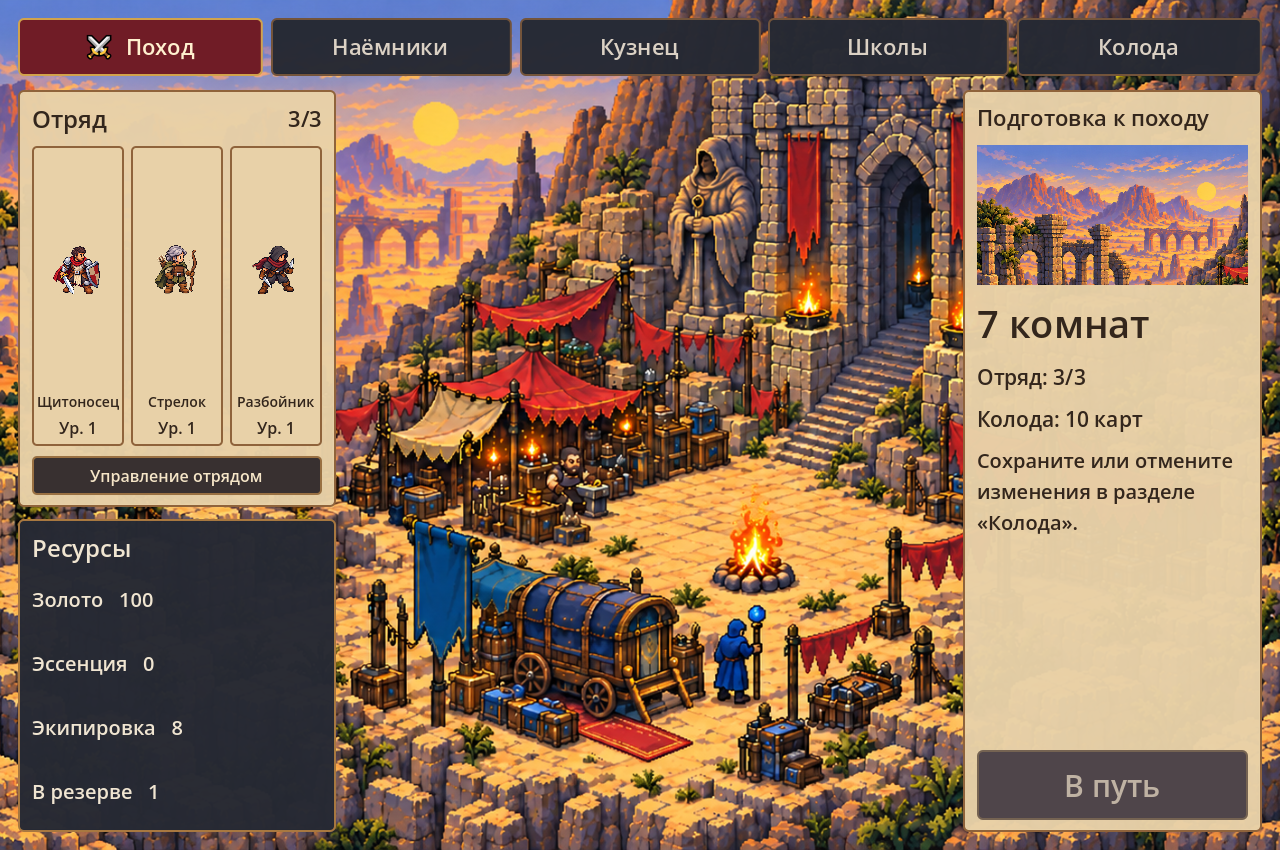 Поход
Наёмники
Кузнец
Школы
Колода
Отряд 3/3
Щитоносец
Ур. 1
Стрелок
Ур. 1
Разбойник
Ур. 1
Управление отрядом
Ресурсы
Золото 100
Эссенция 0
Экипировка 8
В резерве 1
Подготовка к походу
7 комнат
Отряд: 3/3
Колода: 10 карт
Сохраните или отмените
изменения в разделе
«Колода».
В путь